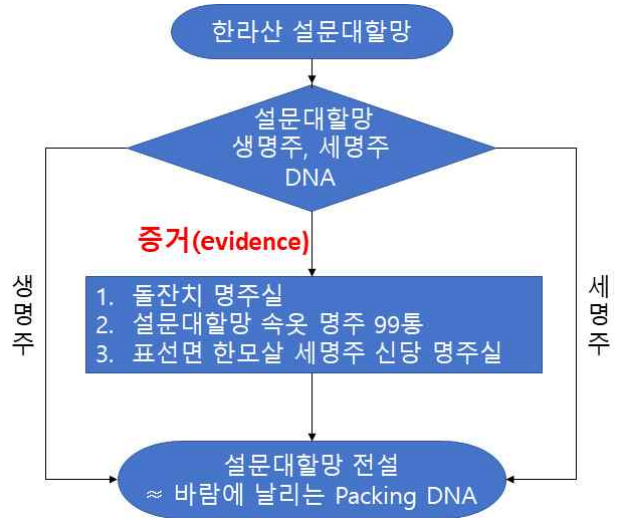 한라산 설문대할망
설문대할망
생명주, 세명주
DNA
증거(evidence)
생명주
세명주
1. 돌잔치 명주실
2. 설문대할망 속옷 명주 99통
3. 표선면 한모살 세명주 신당 명주실
설문대할망 전설
≈ 바람에 날리는 Packing DNA